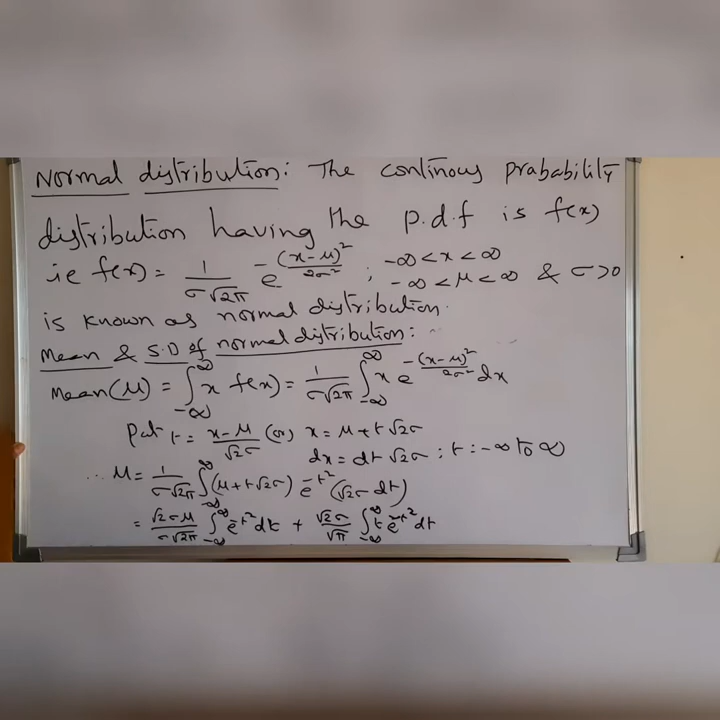 Normal distribution: The continous prabability
distribution having the p.d.f is f(x)
ie f(x) = 1/(σ√2π) e^(-(x-μ)²/2σ²) ; -∞<x<∞
-∞<μ<∞ & σ>0
is known as normal distribution.
Mean & S.D of normal distribution:
Mean(μ) = ∫_{-∞}^{∞} x f(x) = 1/(σ√2π) ∫_{-∞}^{∞} x e^(-(x-μ)²/2σ²) dx
Put t = (x-μ)/(√2σ) (or) x = μ+t√2σ
dx = dt √2σ ; t: -∞ to ∞
∴ μ = 1/(σ√2π) ∫_{-∞}^{∞} (μ+t√2σ) e^(-t²) (√2σ dt)
= (√2σμ)/(σ√2π) ∫_{-∞}^{∞} e^(-t²) dt + (√2σ)/√π ∫_{-∞}^{∞} t e^(-t²) dt